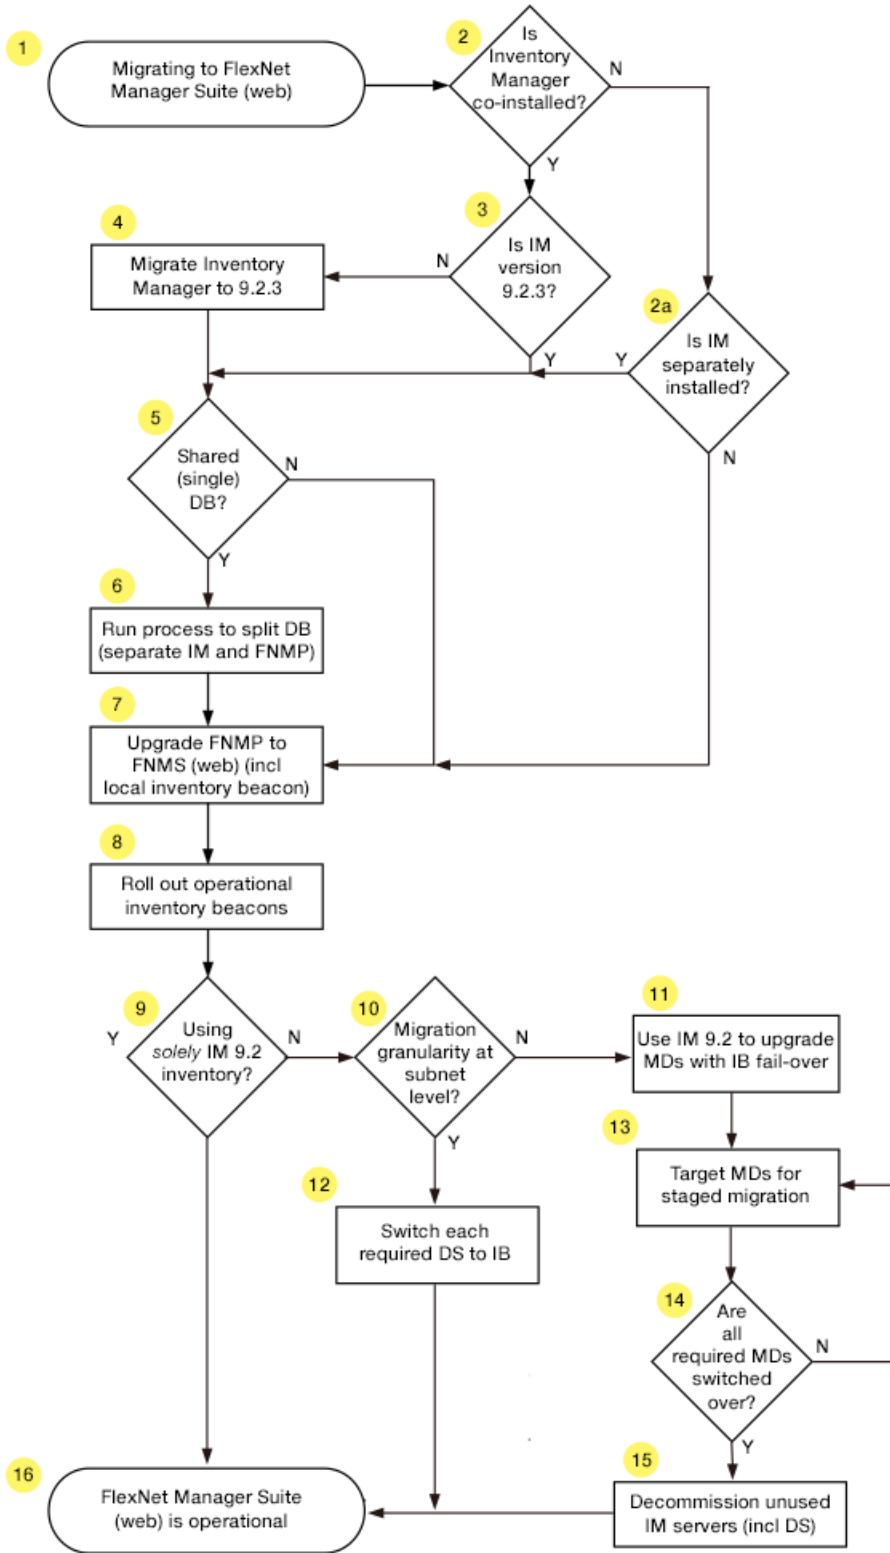 1
Migrating to FlexNet
Manager Suite (web)
2
Is
Inventory
Manager
co-installed?
N
Y
3
Is IM
version
9.2.3?
N
Y
4
Migrate Inventory
Manager to 9.2.3
2a
Is IM
separately
installed?
Y
N
5
Shared
(single)
DB?
N
Y
6
Run process to split DB
(separate IM and FNMP)
7
Upgrade FNMP to
FNMS (web) (incl
local inventory beacon)
8
Roll out operational
inventory beacons
9
Using
solely IM 9.2
inventory?
Y
N
10
Migration
granularity at
subnet
level?
N
Y
11
Use IM 9.2 to upgrade
MDs with IB fail-over
12
Switch each
required DS to IB
13
Target MDs for
staged migration
14
Are
all
required MDs
switched
over?
N
Y
15
Decommission unused
IM servers (incl DS)
16
FlexNet Manager Suite
(web) is operational